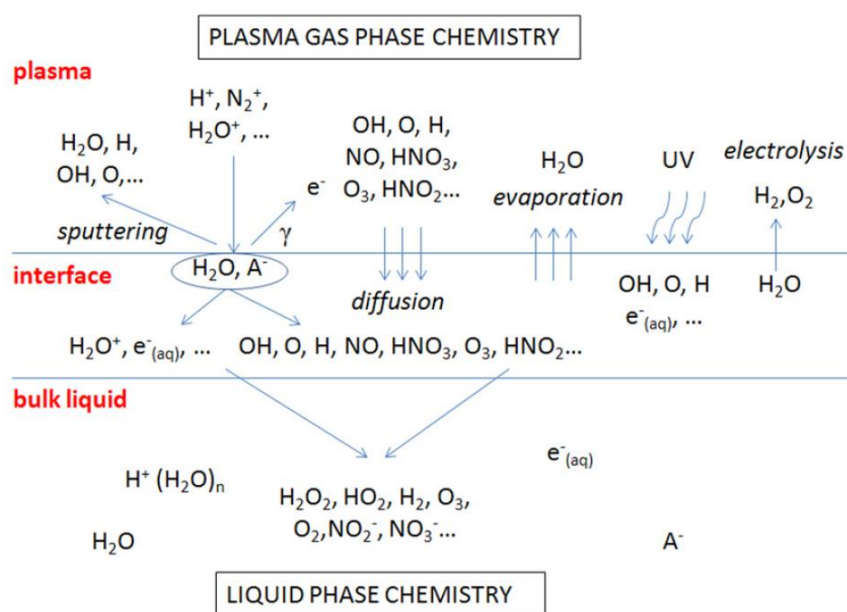 PLASMA GAS PHASE CHEMISTRY
plasma
H⁺, N₂⁺,
H₂O⁺, ...
H₂O, H,
OH, O,...
sputtering
e⁻
γ
OH, O, H,
NO, HNO₃,
O₃, HNO₂...
H₂O
evaporation
UV
electrolysis
H₂,O₂
interface
H₂O, A⁻
diffusion
OH, O, H
e⁻(aq), ...
H₂O
H₂O⁺, e⁻(aq), ...
OH, O, H, NO, HNO₃, O₃, HNO₂...
bulk liquid
e⁻(aq)
H⁺ (H₂O)ₙ
H₂O₂, HO₂, H₂, O₃,
O₂,NO₂⁻, NO₃⁻...
H₂O
A⁻
LIQUID PHASE CHEMISTRY